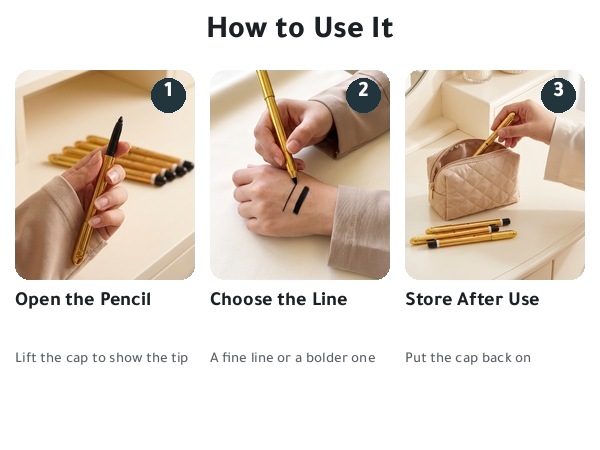 How to Use It
1
2
3
Open the Pencil
Choose the Line
Store After Use
Lift the cap to show the tip
A fine line or a bolder one
Put the cap back on